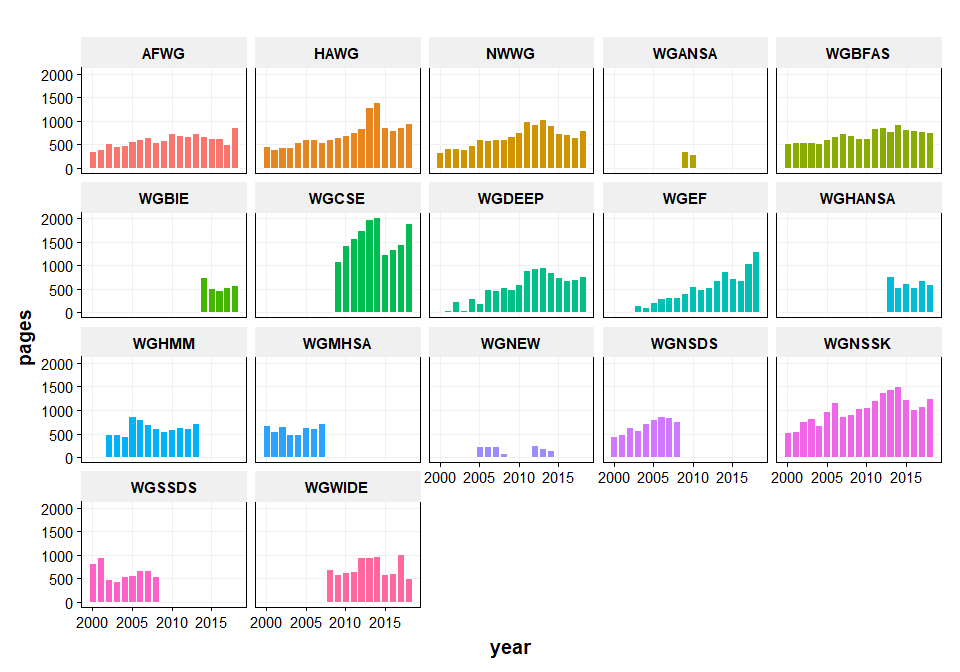 AFWG HAWG NWWG WGANSA WGBFAS
2000
1500
1000
500
0
WGBIE WGCSE WGDEEP WGEF WGHANSA
2000
1500
1000
500
0
WGHMM WGMHSA WGNEW WGNSDS WGNSSK
2000
1500
1000
500
0
2000 2005 2010 2015 2000 2005 2010 2015 2000 2005 2010 2015
WGSSDS WGWIDE
2000
1500
1000
500
0
2000 2005 2010 2015 2000 2005 2010 2015
pages
year